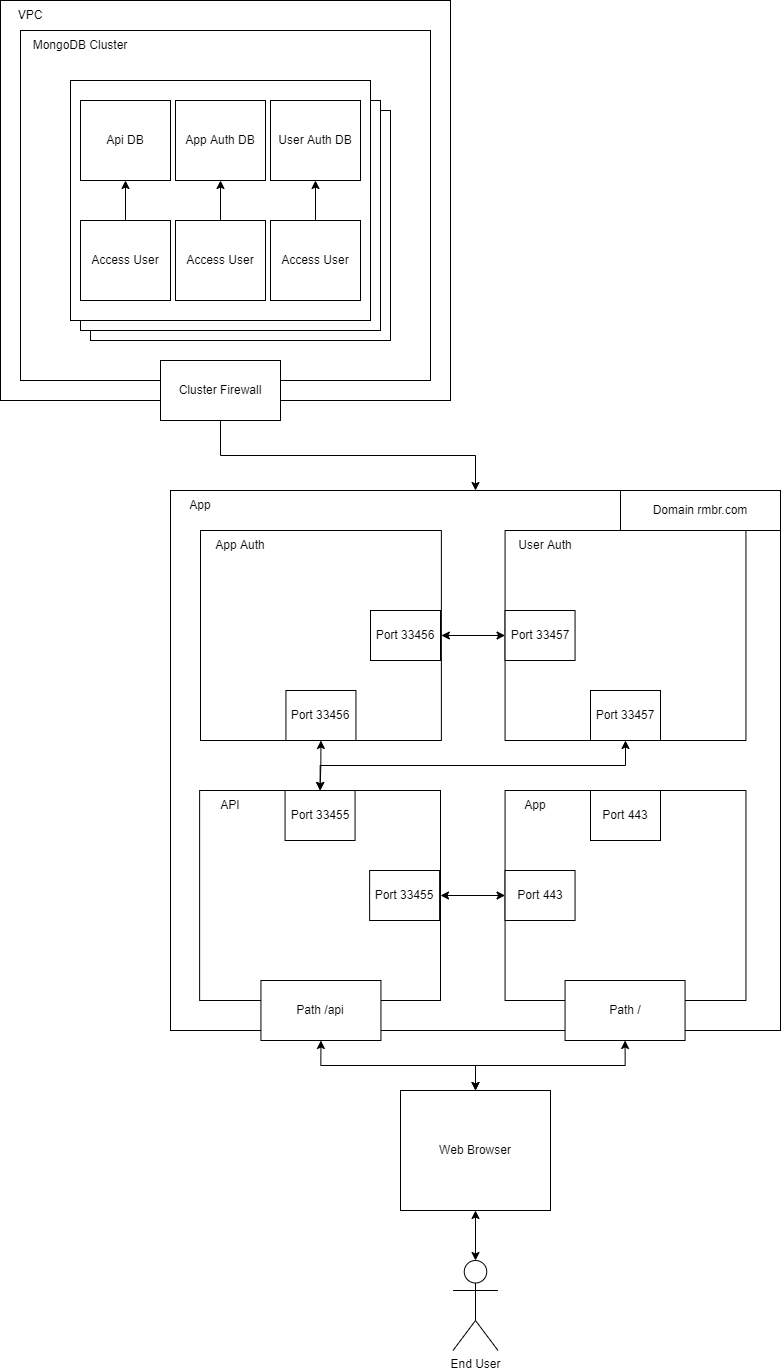 VPC
MongoDB Cluster
Api DB
App Auth DB
User Auth DB
Access User
Access User
Access User
Cluster Firewall
App
Domain rmbr.com
App Auth
User Auth
Port 33456
Port 33457
Port 33456
Port 33457
API
Port 33455
App
Port 443
Port 33455
Port 443
Path /api
Path /
Web Browser
End User